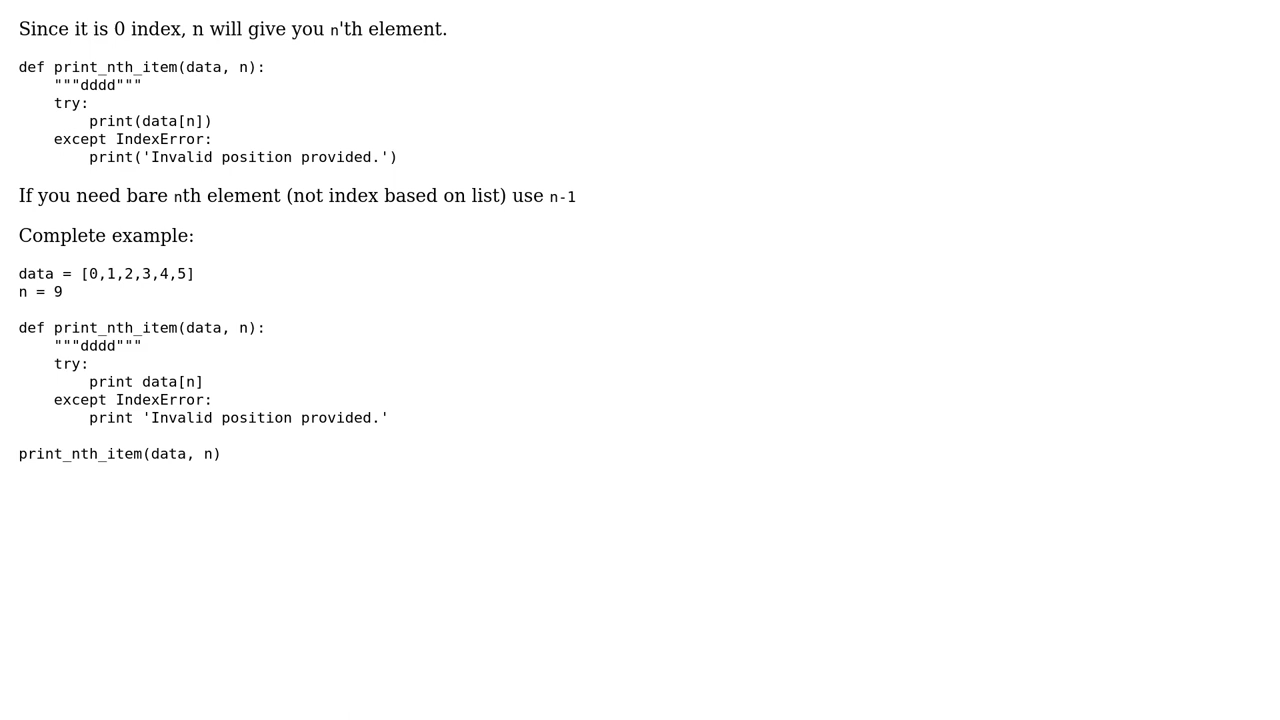 Since it is 0 index, n will give you n'th element.
def print_nth_item(data, n):
    """dddd"""
    try:
        print(data[n])
    except IndexError:
        print('Invalid position provided.')
If you need bare nth element (not index based on list) use n-1
Complete example:
data = [0,1,2,3,4,5]
n = 9
def print_nth_item(data, n):
    """dddd"""
    try:
        print data[n]
    except IndexError:
        print 'Invalid position provided.'
print_nth_item(data, n)